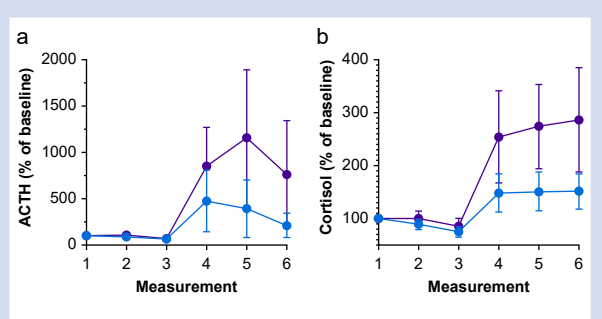 a
2000
1500
1000
500
0
ACTH (% of baseline)
1 2 3 4 5 6
Measurement
b
400
300
200
100
Cortisol (% of baseline)
1 2 3 4 5 6
Measurement